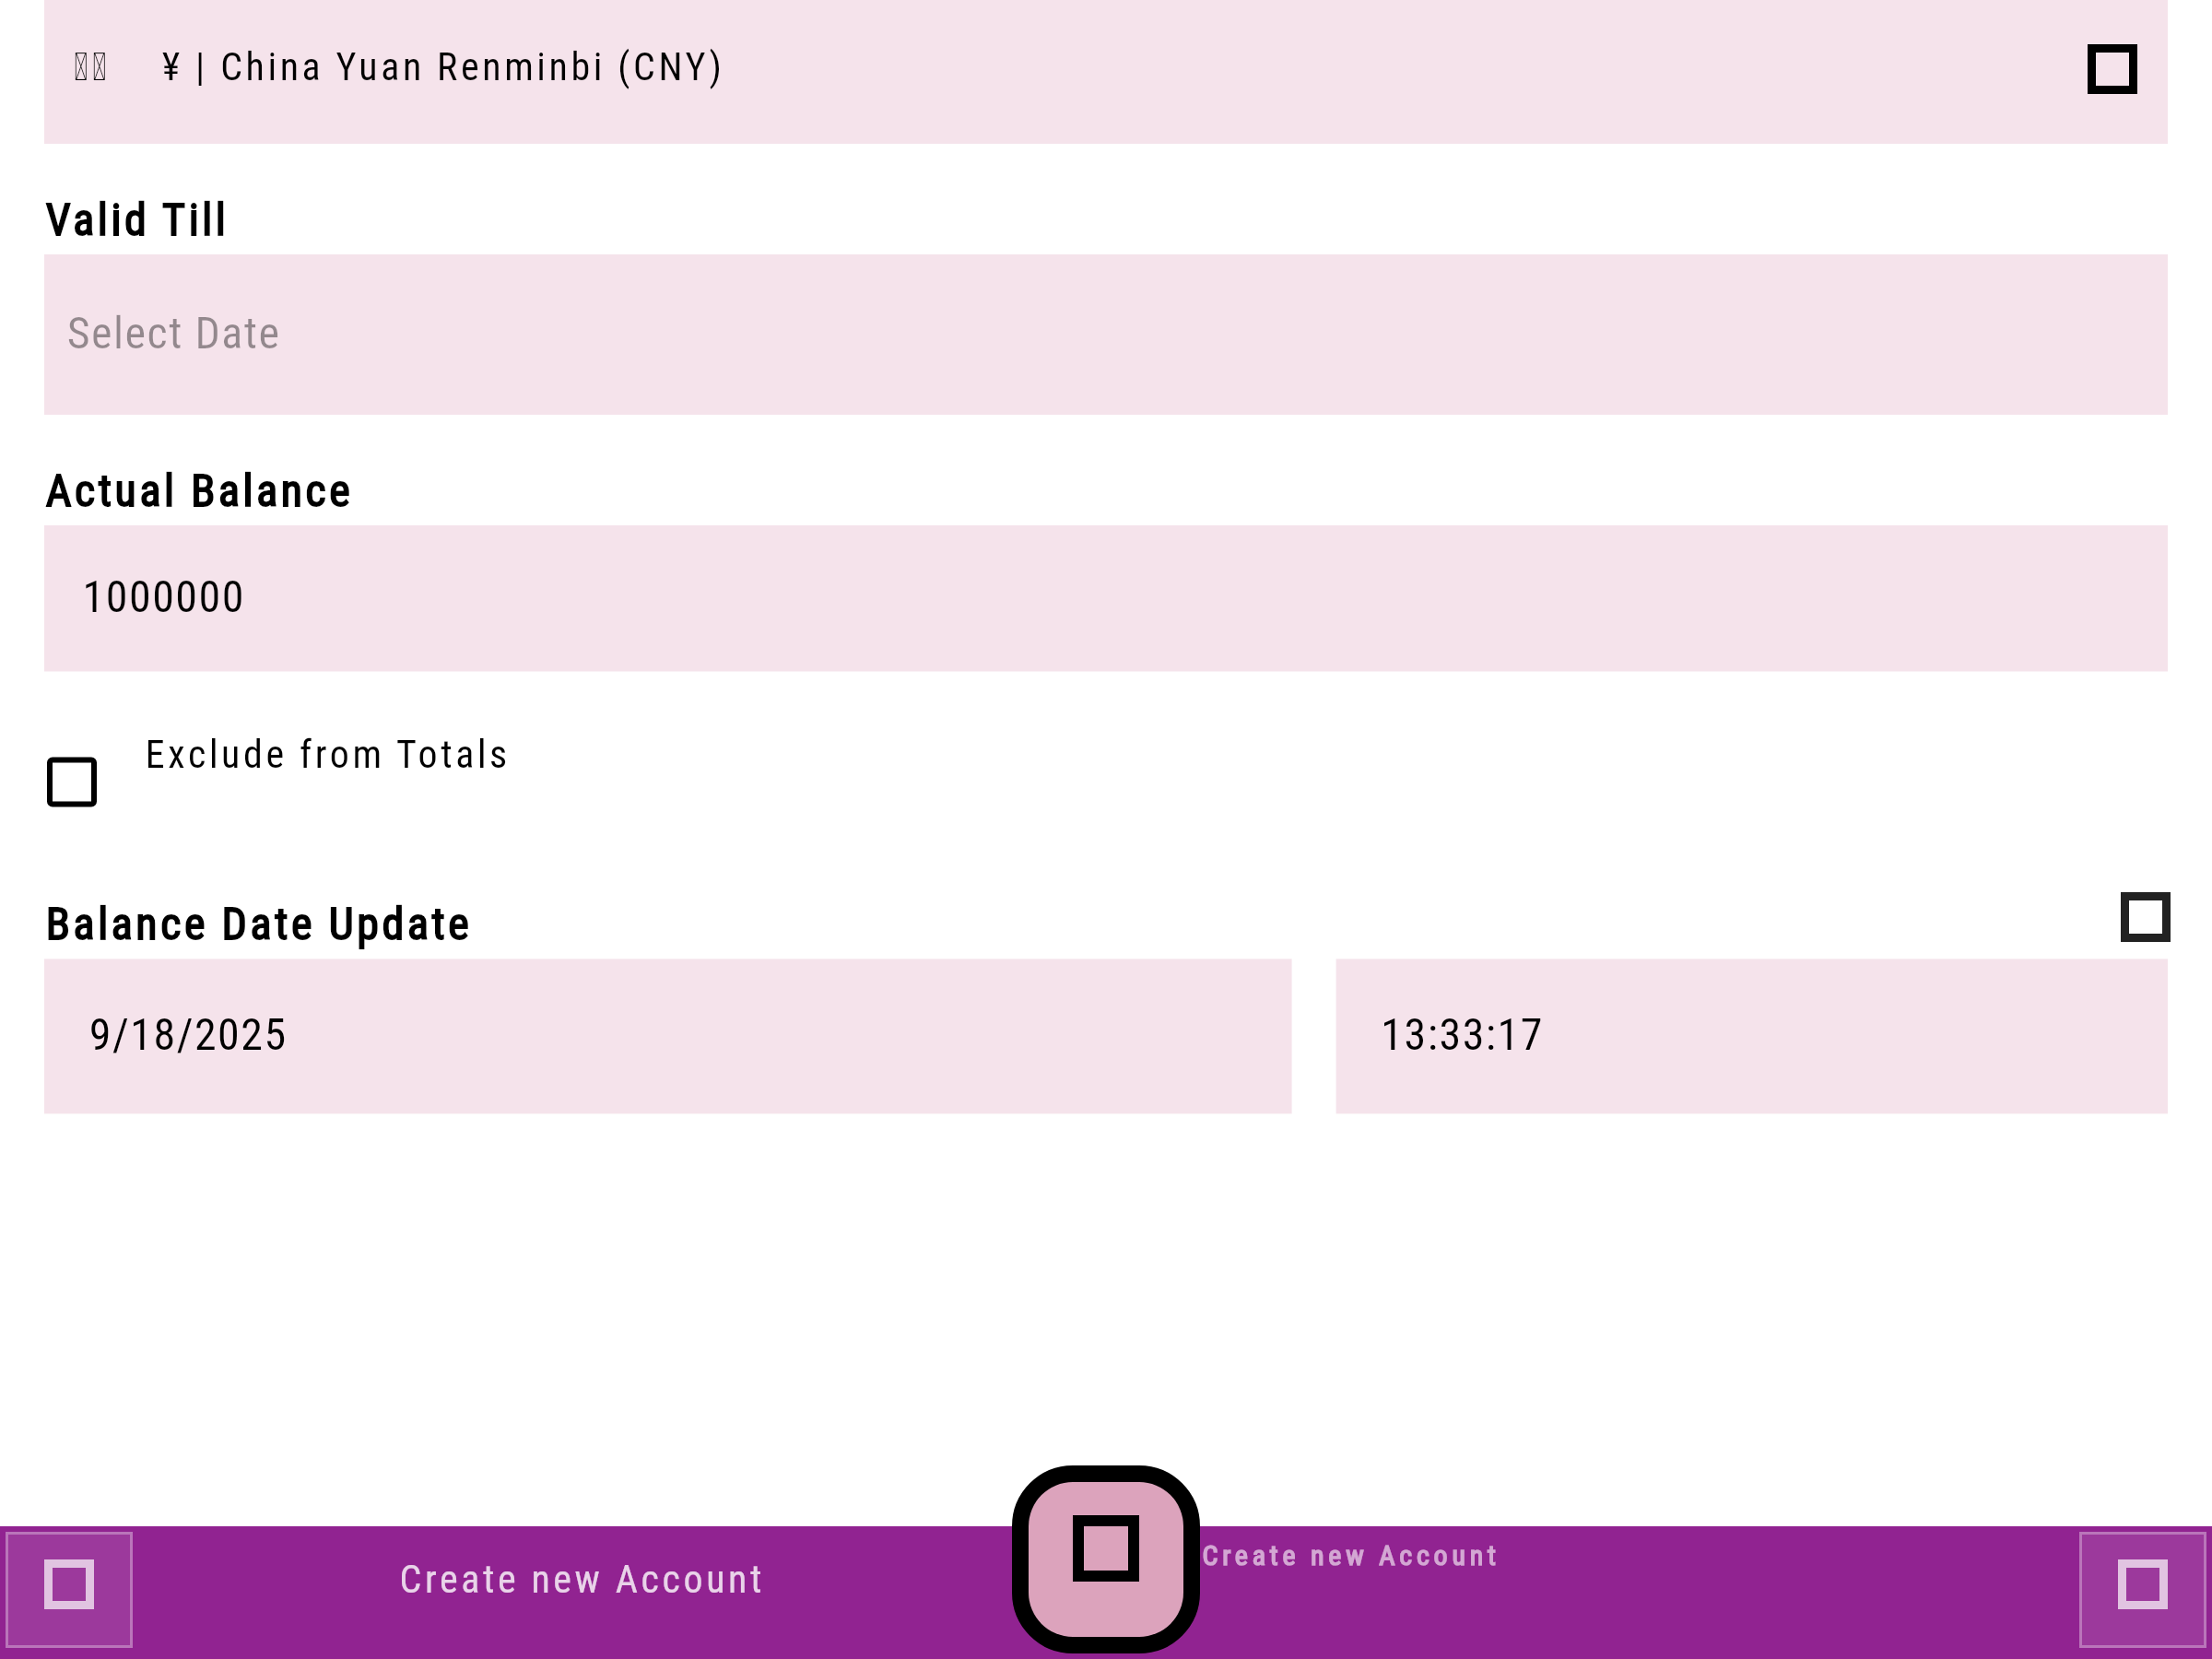 ¥ | China Yuan Renminbi (CNY)
Valid Till
Select Date
Actual Balance
1000000
Exclude from Totals
Balance Date Update
9/18/2025 13:33:17
Create new Account
Create new Account